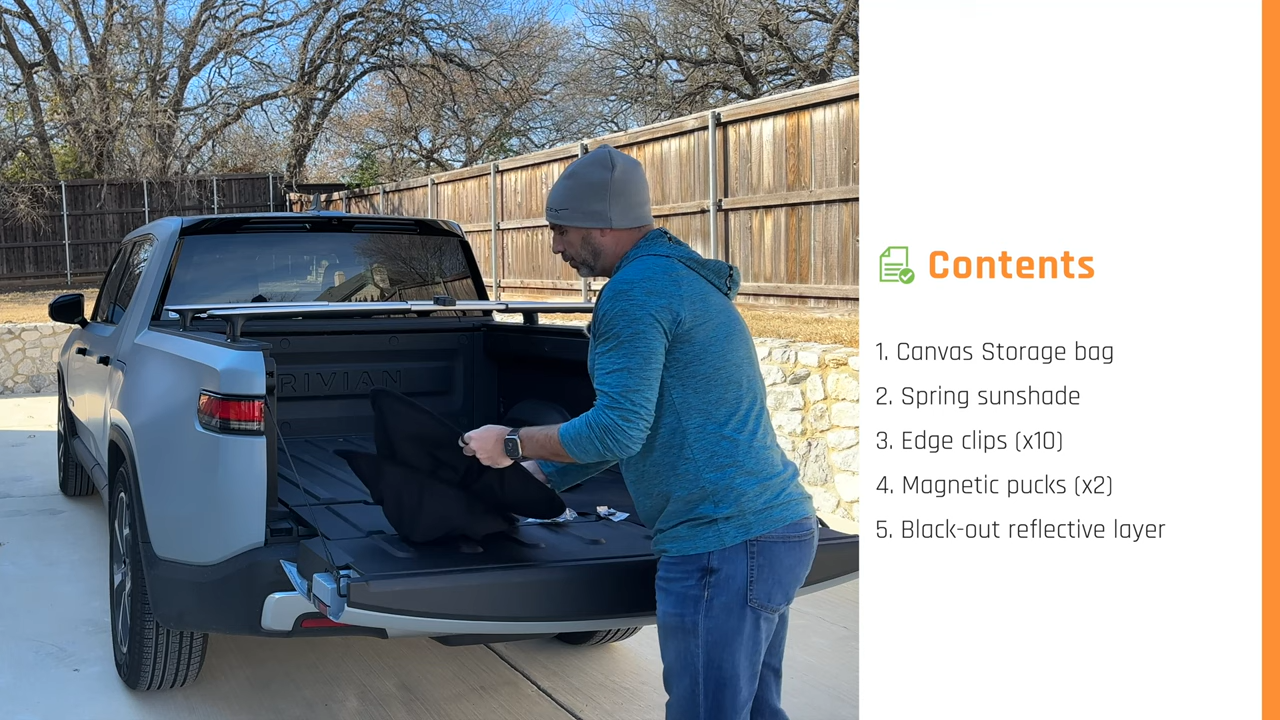 RIVIAN
Contents
1. Canvas Storage bag
2. Spring sunshade
3. Edge clips (x10)
4. Magnetic pucks (x2)
5. Black-out reflective layer